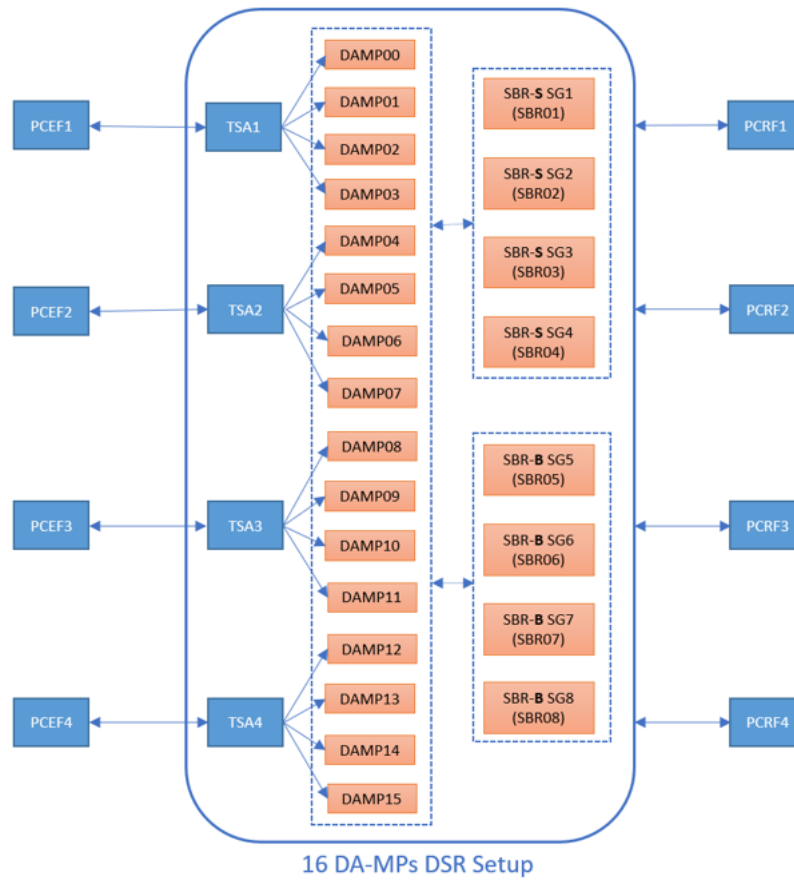 PCEF1
PCEF2
PCEF3
PCEF4
TSA1
TSA2
TSA3
TSA4
DAMP00
DAMP01
DAMP02
DAMP03
DAMP04
DAMP05
DAMP06
DAMP07
DAMP08
DAMP09
DAMP10
DAMP11
DAMP12
DAMP13
DAMP14
DAMP15
SBR-S SG1
(SBR01)
SBR-S SG2
(SBR02)
SBR-S SG3
(SBR03)
SBR-S SG4
(SBR04)
SBR-B SG5
(SBR05)
SBR-B SG6
(SBR06)
SBR-B SG7
(SBR07)
SBR-B SG8
(SBR08)
PCRF1
PCRF2
PCRF3
PCRF4
16 DA-MPs DSR Setup